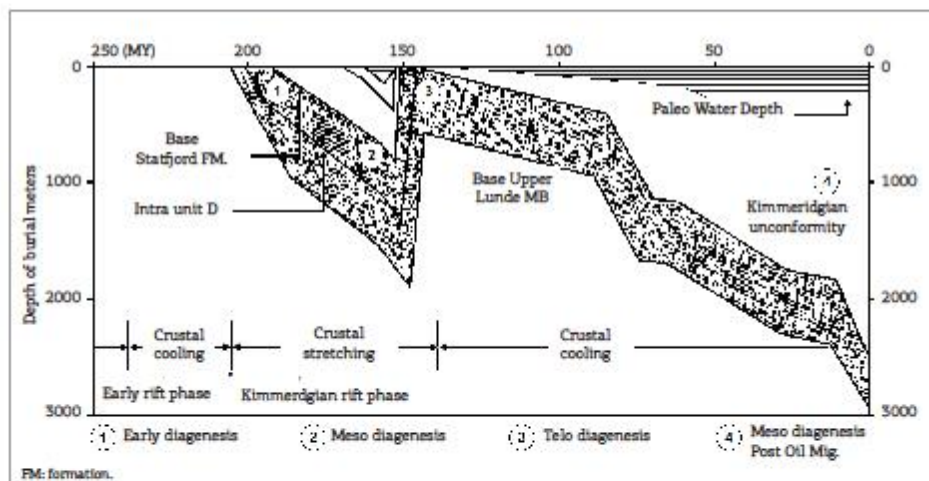 250 (MY) 200 150 100 50 0
0 0
1 3
Paleo Water Depth
Base
Statfjord FM.
2
1000 1000
Base Upper
Lunde MB
4
Intra unit D
Kimmeridgian
unconformity
Depth of burial meters
2000 2000
Crustal
cooling
Crustal
stretching
Crustal
cooling
Early rift phase
Kimmerdgian rift phase
3000 3000
1 Early diagenesis
2 Meso diagenesis
3 Telo diagenesis
4 Meso diagenesis
Post Oil Mig.
FM: formation.